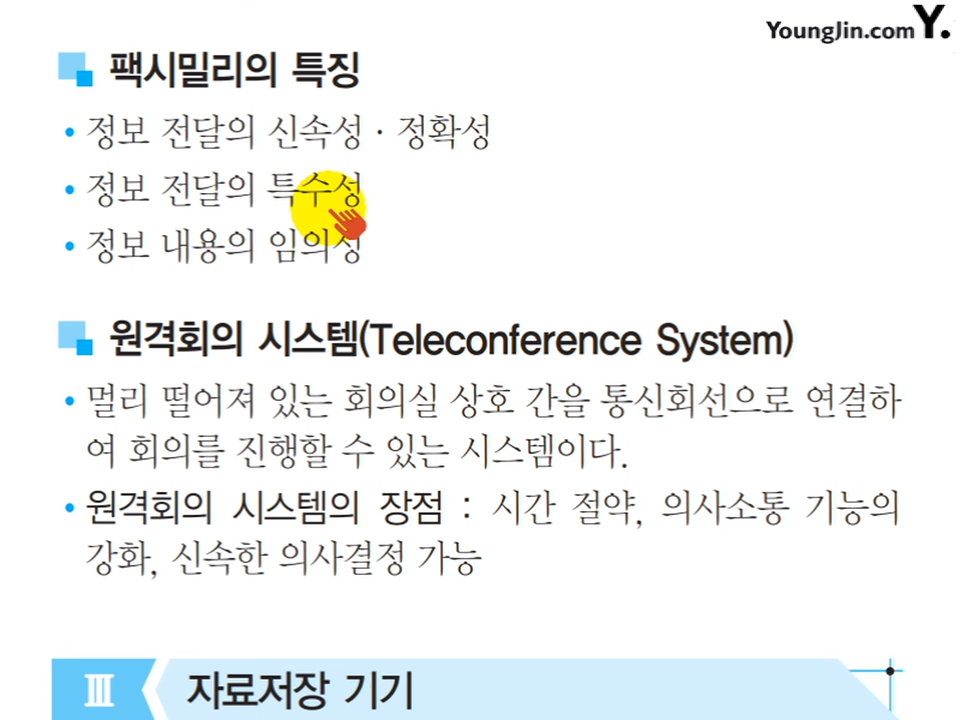 YoungJin.com Y.
팩시밀리의 특징
• 정보 전달의 신속성 · 정확성
• 정보 전달의 특수성
• 정보 내용의 임의성
원격회의 시스템(Teleconference System)
• 멀리 떨어져 있는 회의실 상호 간을 통신회선으로 연결하
여 회의를 진행할 수 있는 시스템이다.
• 원격회의 시스템의 장점 : 시간 절약, 의사소통 기능의
강화, 신속한 의사결정 가능
Ⅲ 자료저장 기기